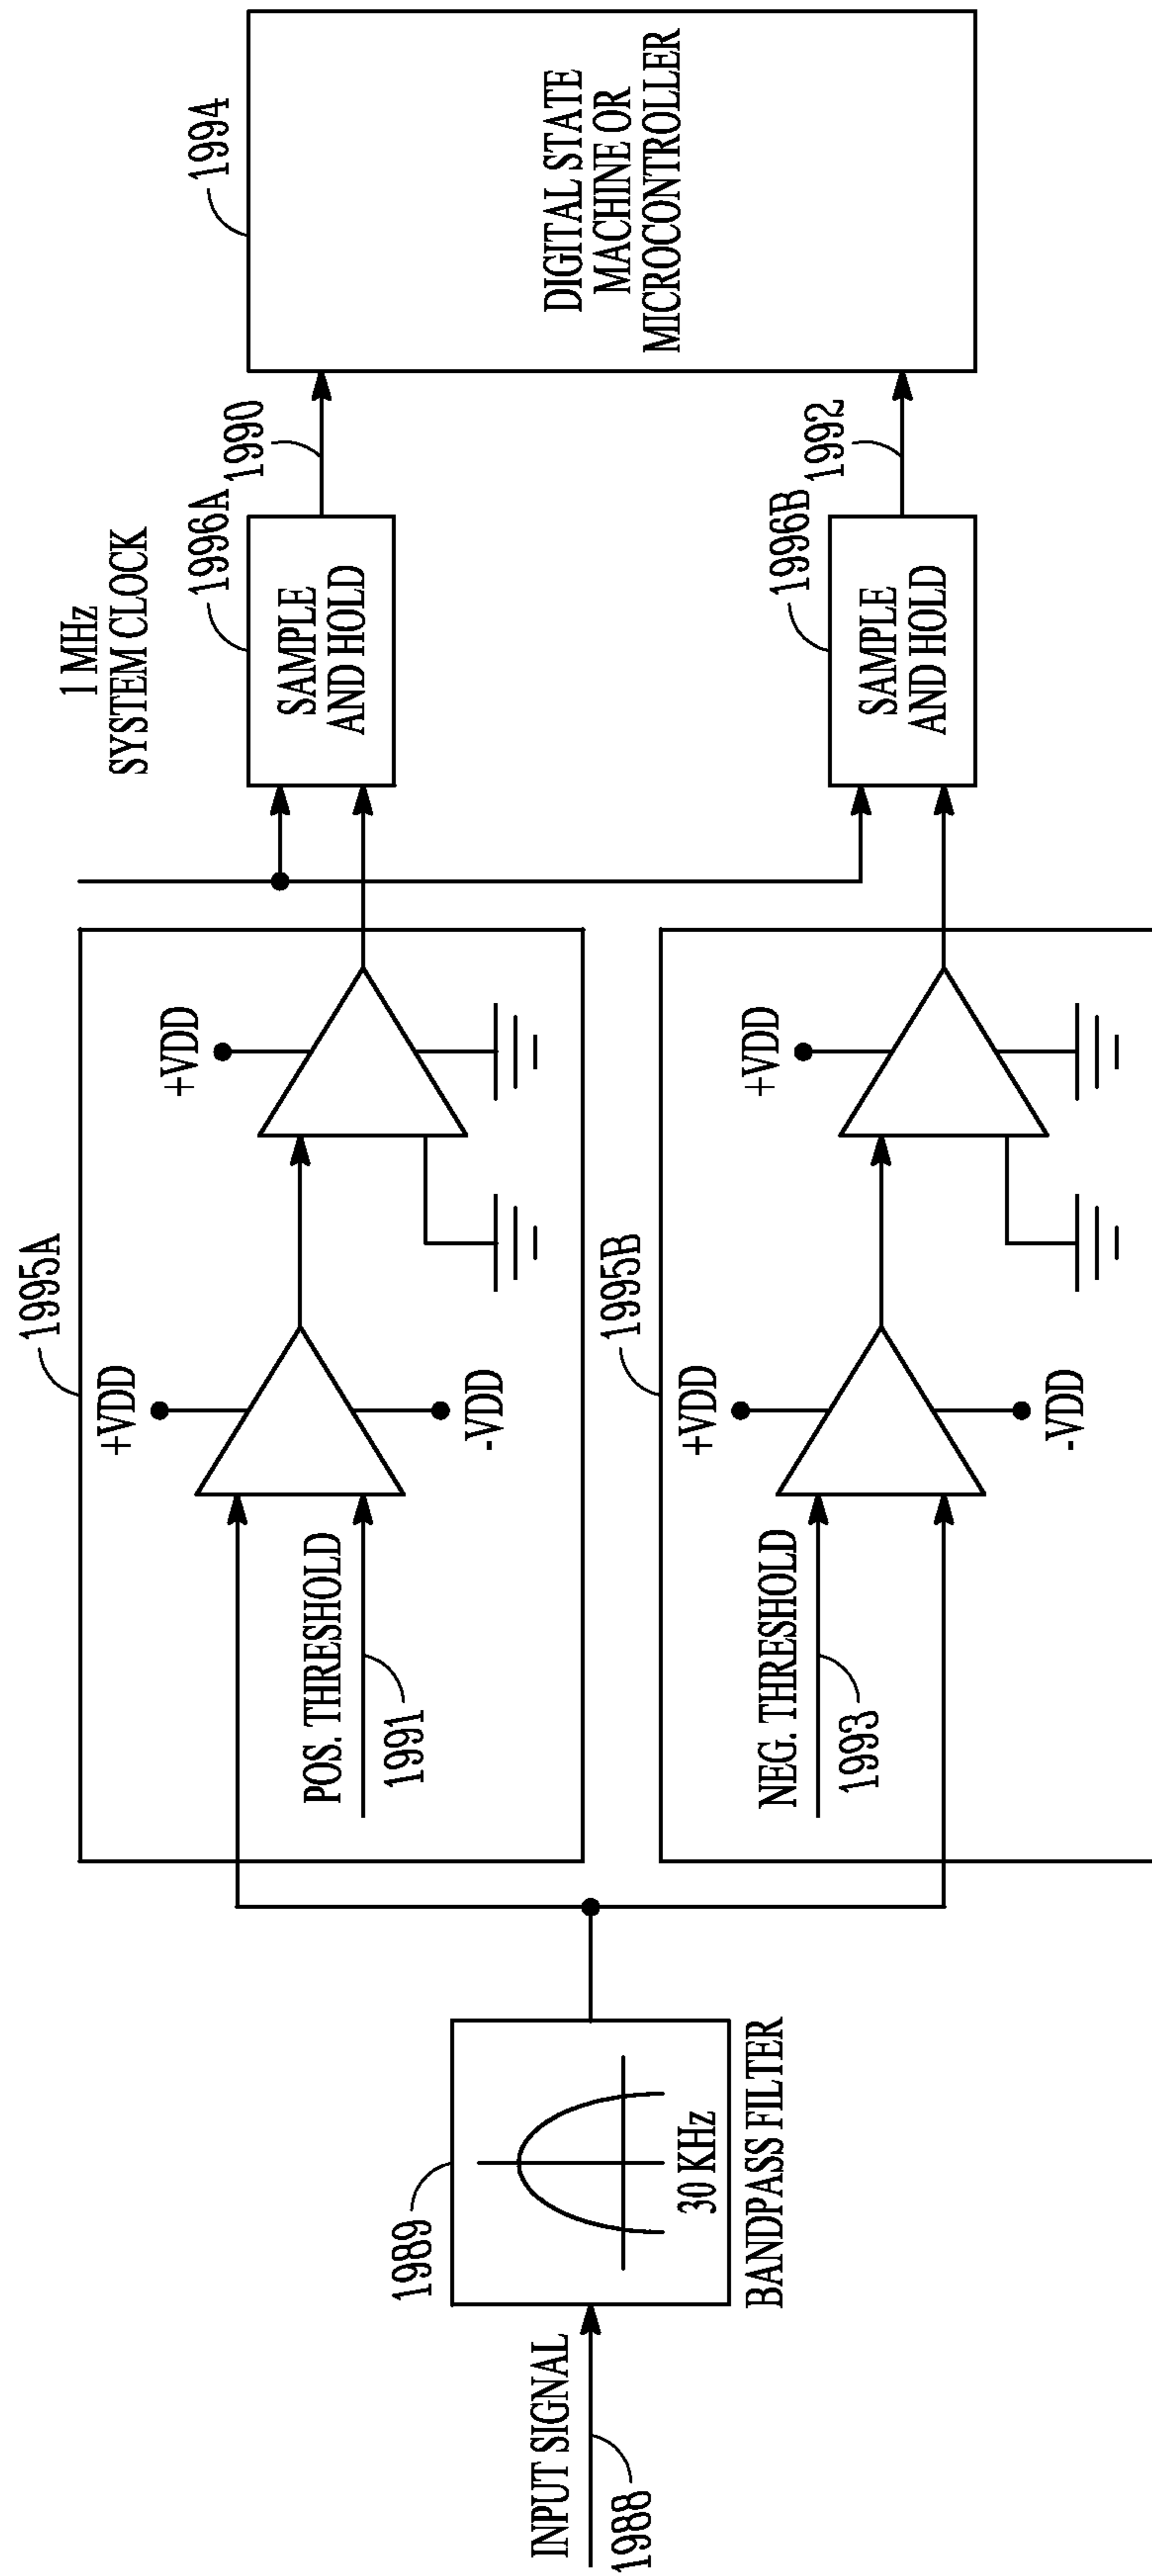 INPUT SIGNAL
1988
1989
30 KHz
BANDPASS FILTER
1995A
+VDD
POS. THRESHOLD
1991
-VDD
+VDD
1995B
+VDD
NEG. THRESHOLD
1993
-VDD
+VDD
1 MHz
SYSTEM CLOCK
1996A
SAMPLE
AND HOLD
1990
1996B
SAMPLE
AND HOLD
1992
1994
DIGITAL STATE
MACHINE OR
MICROCONTROLLER